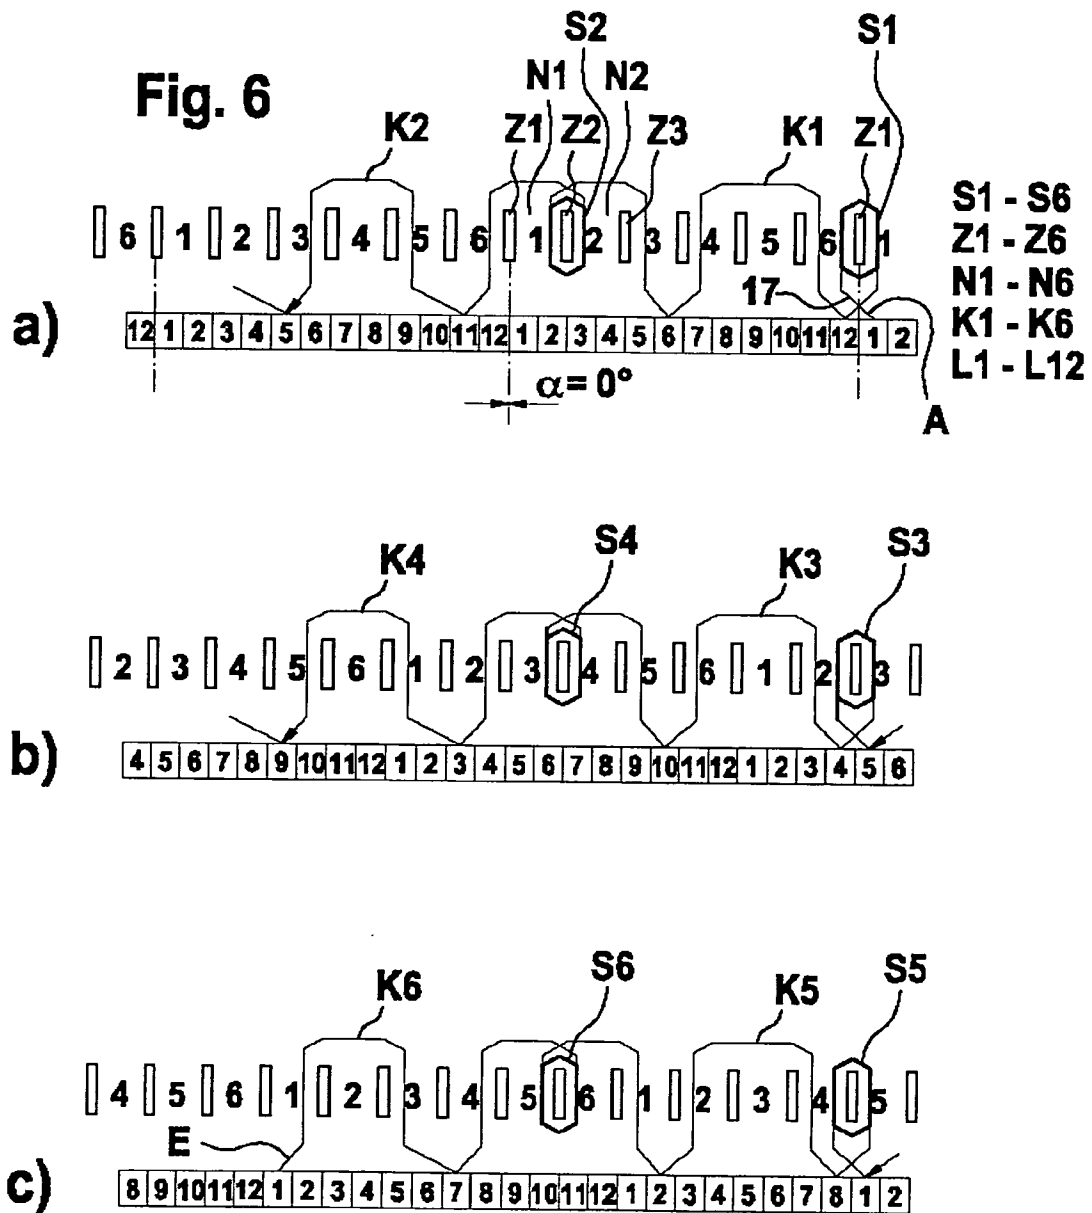 Fig. 6
S2 S1
N1 N2
K2 Z1 Z2 Z3 K1 Z1
6 1 2 3 4 5 6 1 2 3 4 5 6 1
S1 - S6
Z1 - Z6
N1 - N6
K1 - K6
L1 - L12
17
a)
12 1 2 3 4 5 6 7 8 9 10 11 12 1 2 3 4 5 6 7 8 9 10 11 12 1 2
α = 0°
A
S4 S3
K4 K3
2 3 4 5 6 1 2 3 4 5 6 1 2 3
b)
4 5 6 7 8 9 10 11 12 1 2 3 4 5 6 7 8 9 10 11 12 1 2 3 4 5 6
S6 S5
K6 K5
4 5 6 1 2 3 4 5 6 1 2 3 4 5
E
c)
8 9 10 11 12 1 2 3 4 5 6 7 8 9 10 11 12 1 2 3 4 5 6 7 8 1 2